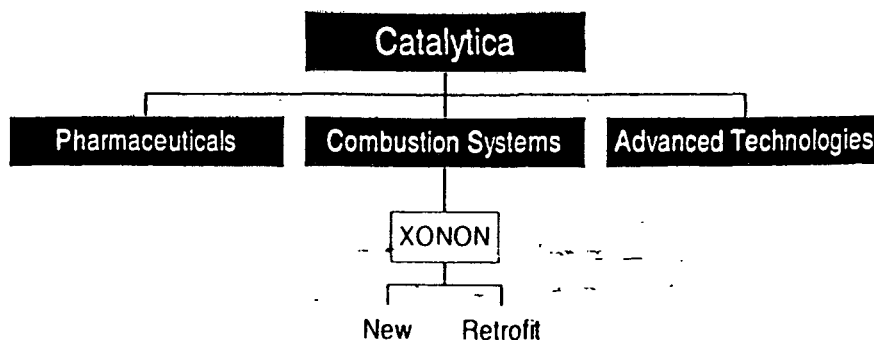 Catalytica
Pharmaceuticals Combustion Systems Advanced Technologies
XONON
New Retrofit